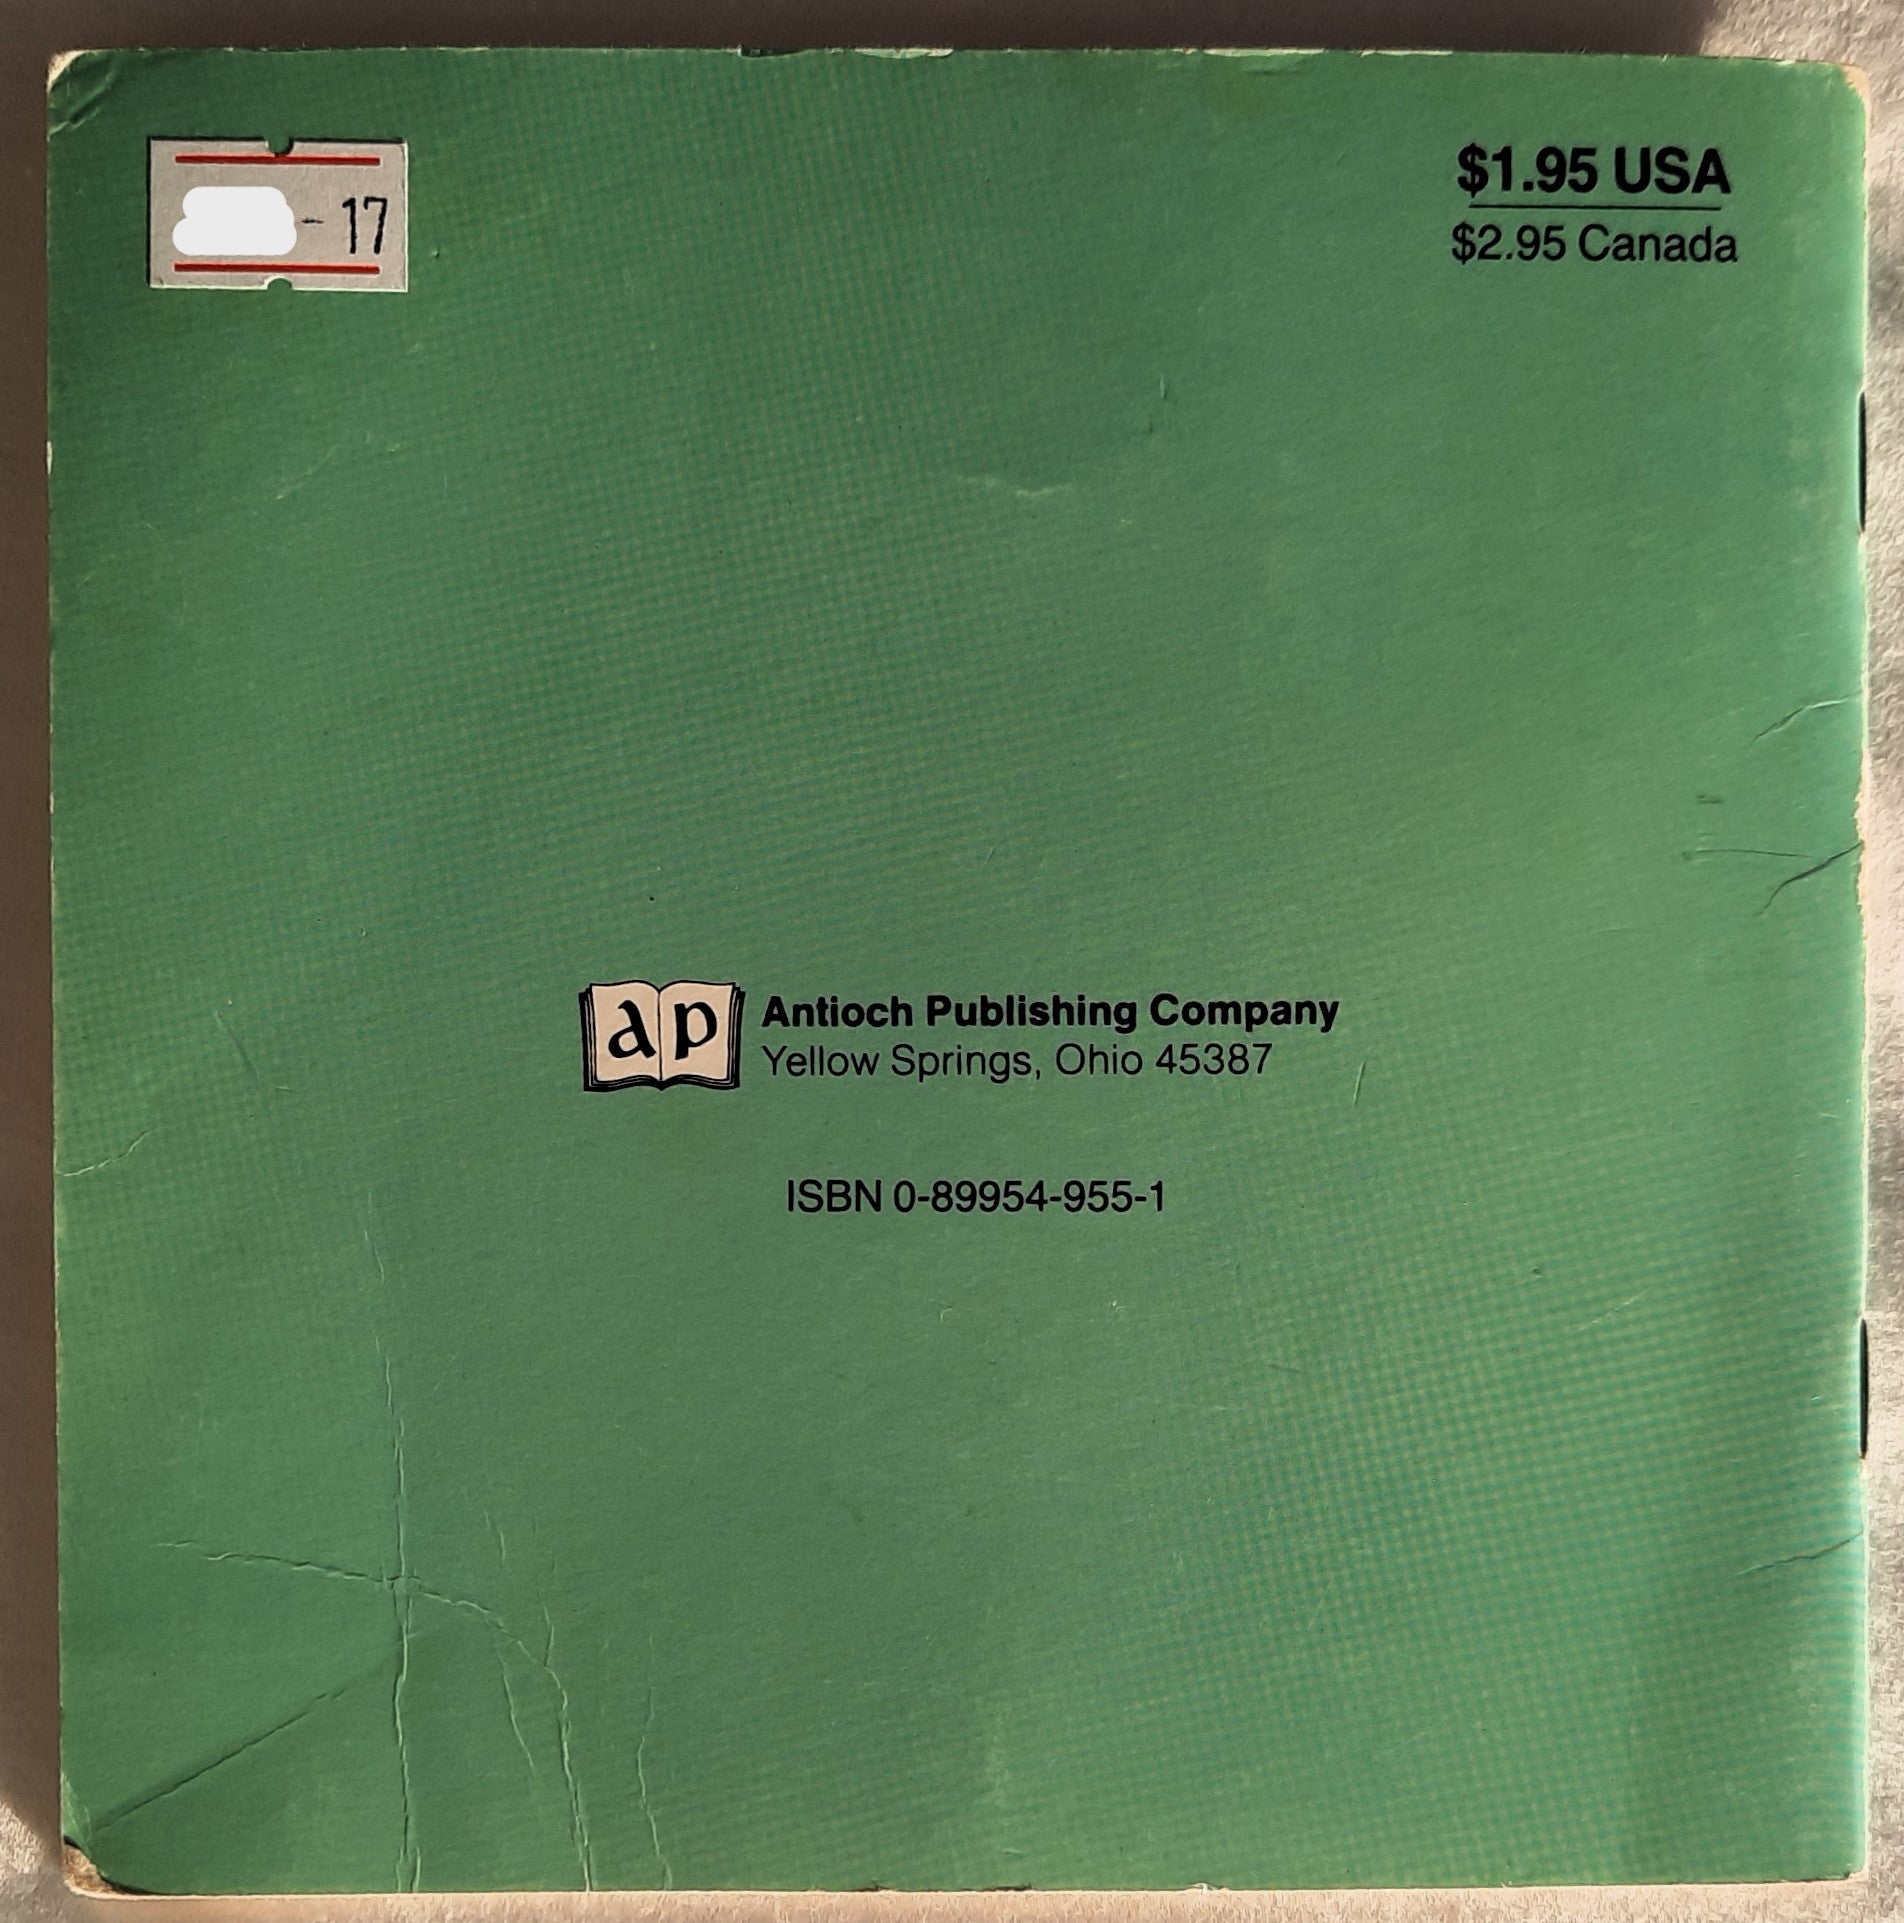 - 17
$1.95 USA
$2.95 Canada
ap
Antioch Publishing Company
Yellow Springs, Ohio 45387
ISBN 0-89954-955-1